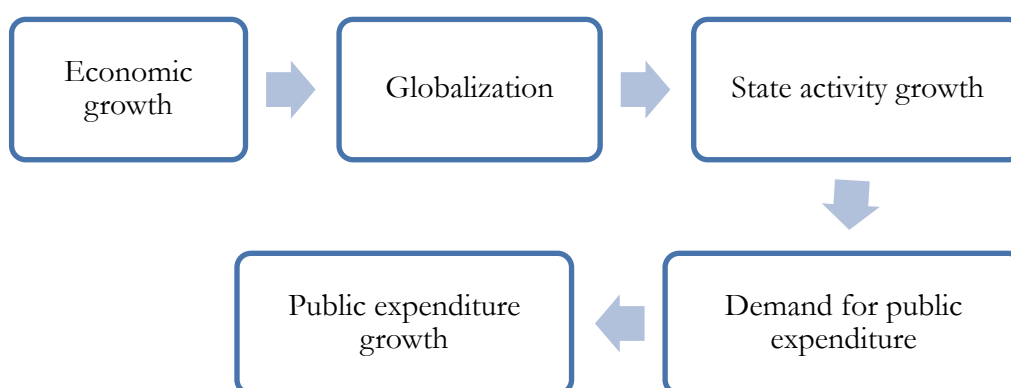 Economic
growth
Globalization
State activity growth
Demand for public
expenditure
Public expenditure
growth